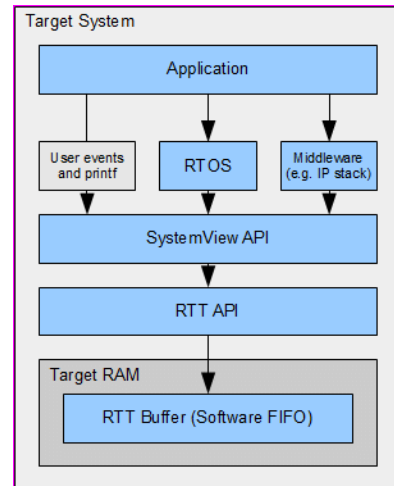 Target System
Application
User events
and printf
RTOS
Middleware
(e.g. IP stack)
SystemView API
RTT API
Target RAM
RTT Buffer (Software FIFO)